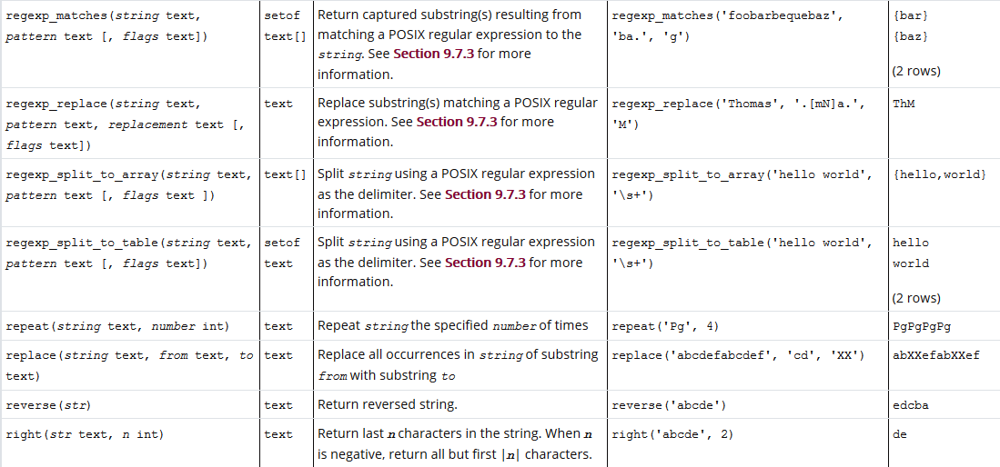 regexp_matches(string text, pattern text [, flags text])
setof text[]
Return captured substring(s) resulting from matching a POSIX regular expression to the string. See Section 9.7.3 for more information.
regexp_matches('foobarbequebaz', 'ba.', 'g')
{bar}
{baz}
(2 rows)
regexp_replace(string text, pattern text, replacement text [, flags text])
text
Replace substring(s) matching a POSIX regular expression. See Section 9.7.3 for more information.
regexp_replace('Thomas', '.[mN]a.', 'M')
ThM
regexp_split_to_array(string text, pattern text [, flags text ])
text[]
Split string using a POSIX regular expression as the delimiter. See Section 9.7.3 for more information.
regexp_split_to_array('hello world', '\s+')
{hello,world}
regexp_split_to_table(string text, pattern text [, flags text])
setof text
Split string using a POSIX regular expression as the delimiter. See Section 9.7.3 for more information.
regexp_split_to_table('hello world', '\s+')
hello
world
(2 rows)
repeat(string text, number int)
text
Repeat string the specified number of times
repeat('Pg', 4)
PgPgPgPg
replace(string text, from text, to text)
text
Replace all occurrences in string of substring from with substring to
replace('abcdefabcdef', 'cd', 'XX')
abXXefabXXef
reverse(str)
text
Return reversed string.
reverse('abcde')
edcba
right(str text, n int)
text
Return last n characters in the string. When n is negative, return all but first |n| characters.
right('abcde', 2)
de